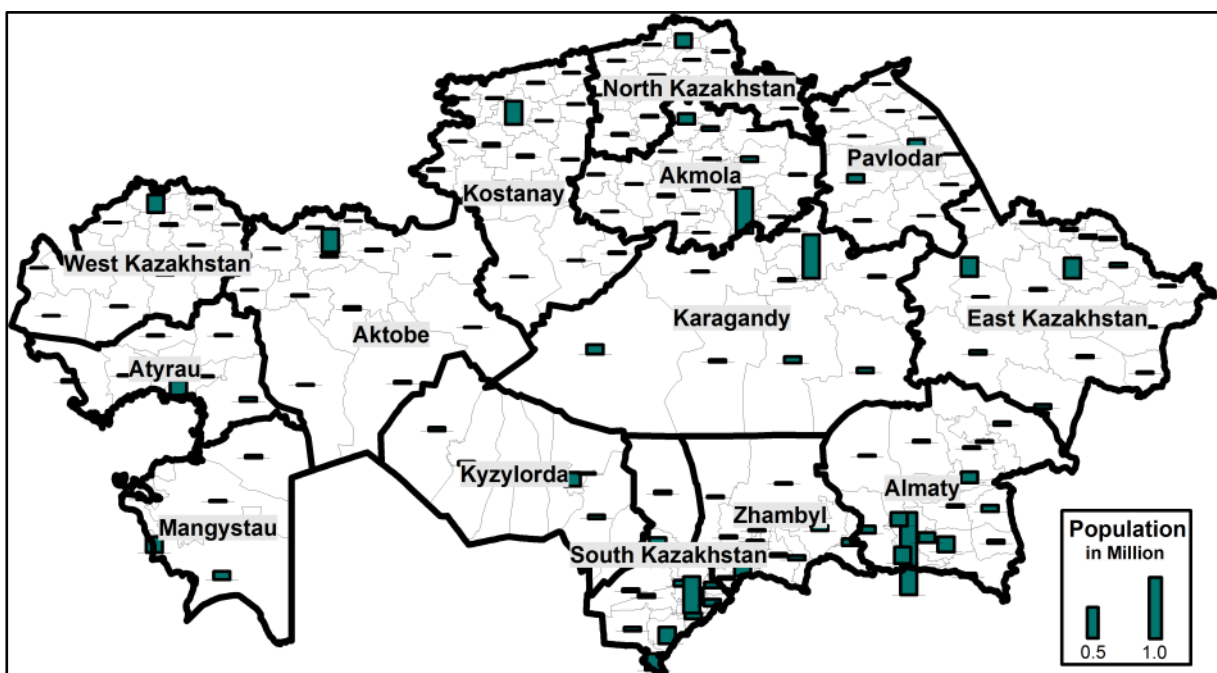 North Kazakhstan
Pavlodar
Akmola
Kostanay
West Kazakhstan
Karagandy
East Kazakhstan
Aktobe
Atyrau
Kyzylorda
Almaty
Zhambyl
Mangystau
South Kazakhstan
Population
in Million
0.5 1.0